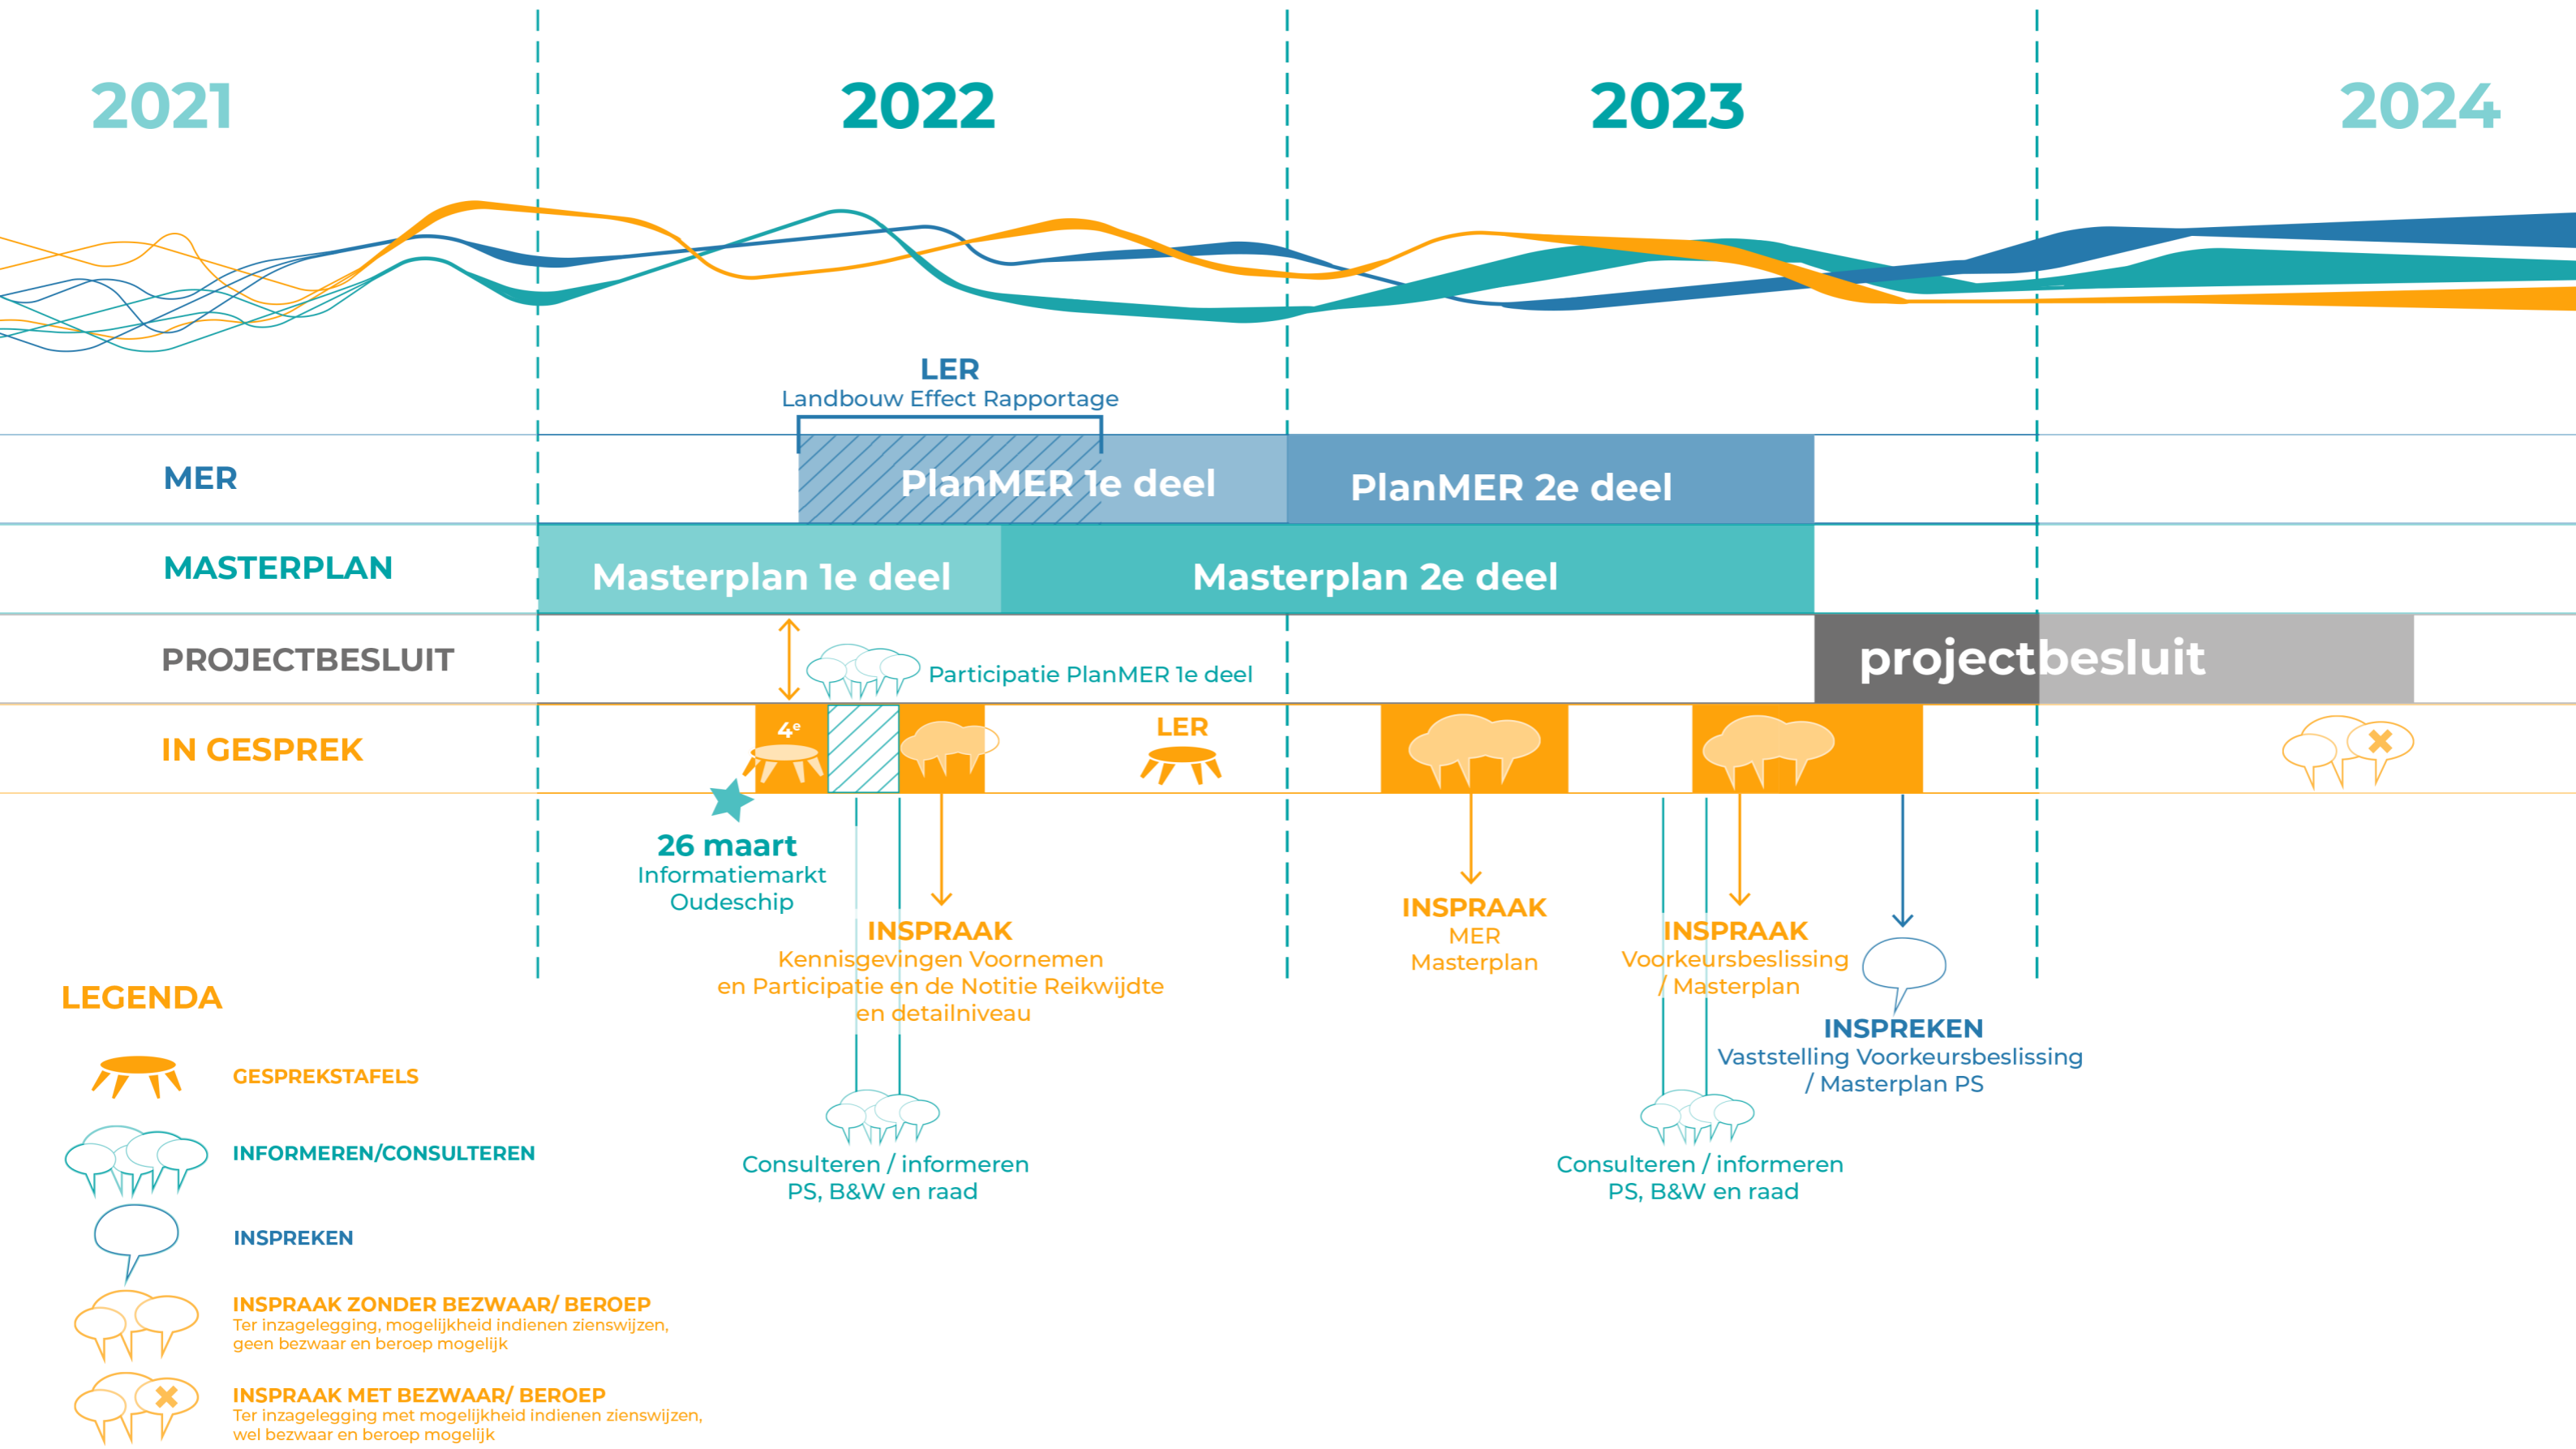 2021
2022
2023
2024
LER
Landbouw Effect Rapportage
MER
PlanMER 1e deel
PlanMER 2e deel
MASTERPLAN
Masterplan 1e deel
Masterplan 2e deel
PROJECTBESLUIT
Participatie PlanMER 1e deel
projectbesluit
IN GESPREK
4e
LER
26 maart
Informatiemarkt
Oudeschip
INSPRAAK
Kennisgevingen Voornemen
en Participatie en de Notitie Reikwijdte
en detailniveau
INSPRAAK
MER
Masterplan
INSPRAAK
Voorkeursbeslissing
/ Masterplan
INSPREKEN
Vaststelling Voorkeursbeslissing
/ Masterplan PS
Consulteren / informeren
PS, B&W en raad
Consulteren / informeren
PS, B&W en raad
LEGENDA
GESPREKSTAFELS
INFORMEREN/CONSULTEREN
INSPREKEN
INSPRAAK ZONDER BEZWAAR/ BEROEP
Ter inzagelegging, mogelijkheid indienen zienswijzen,
geen bezwaar en beroep mogelijk
INSPRAAK MET BEZWAAR/ BEROEP
Ter inzagelegging met mogelijkheid indienen zienswijzen,
wel bezwaar en beroep mogelijk